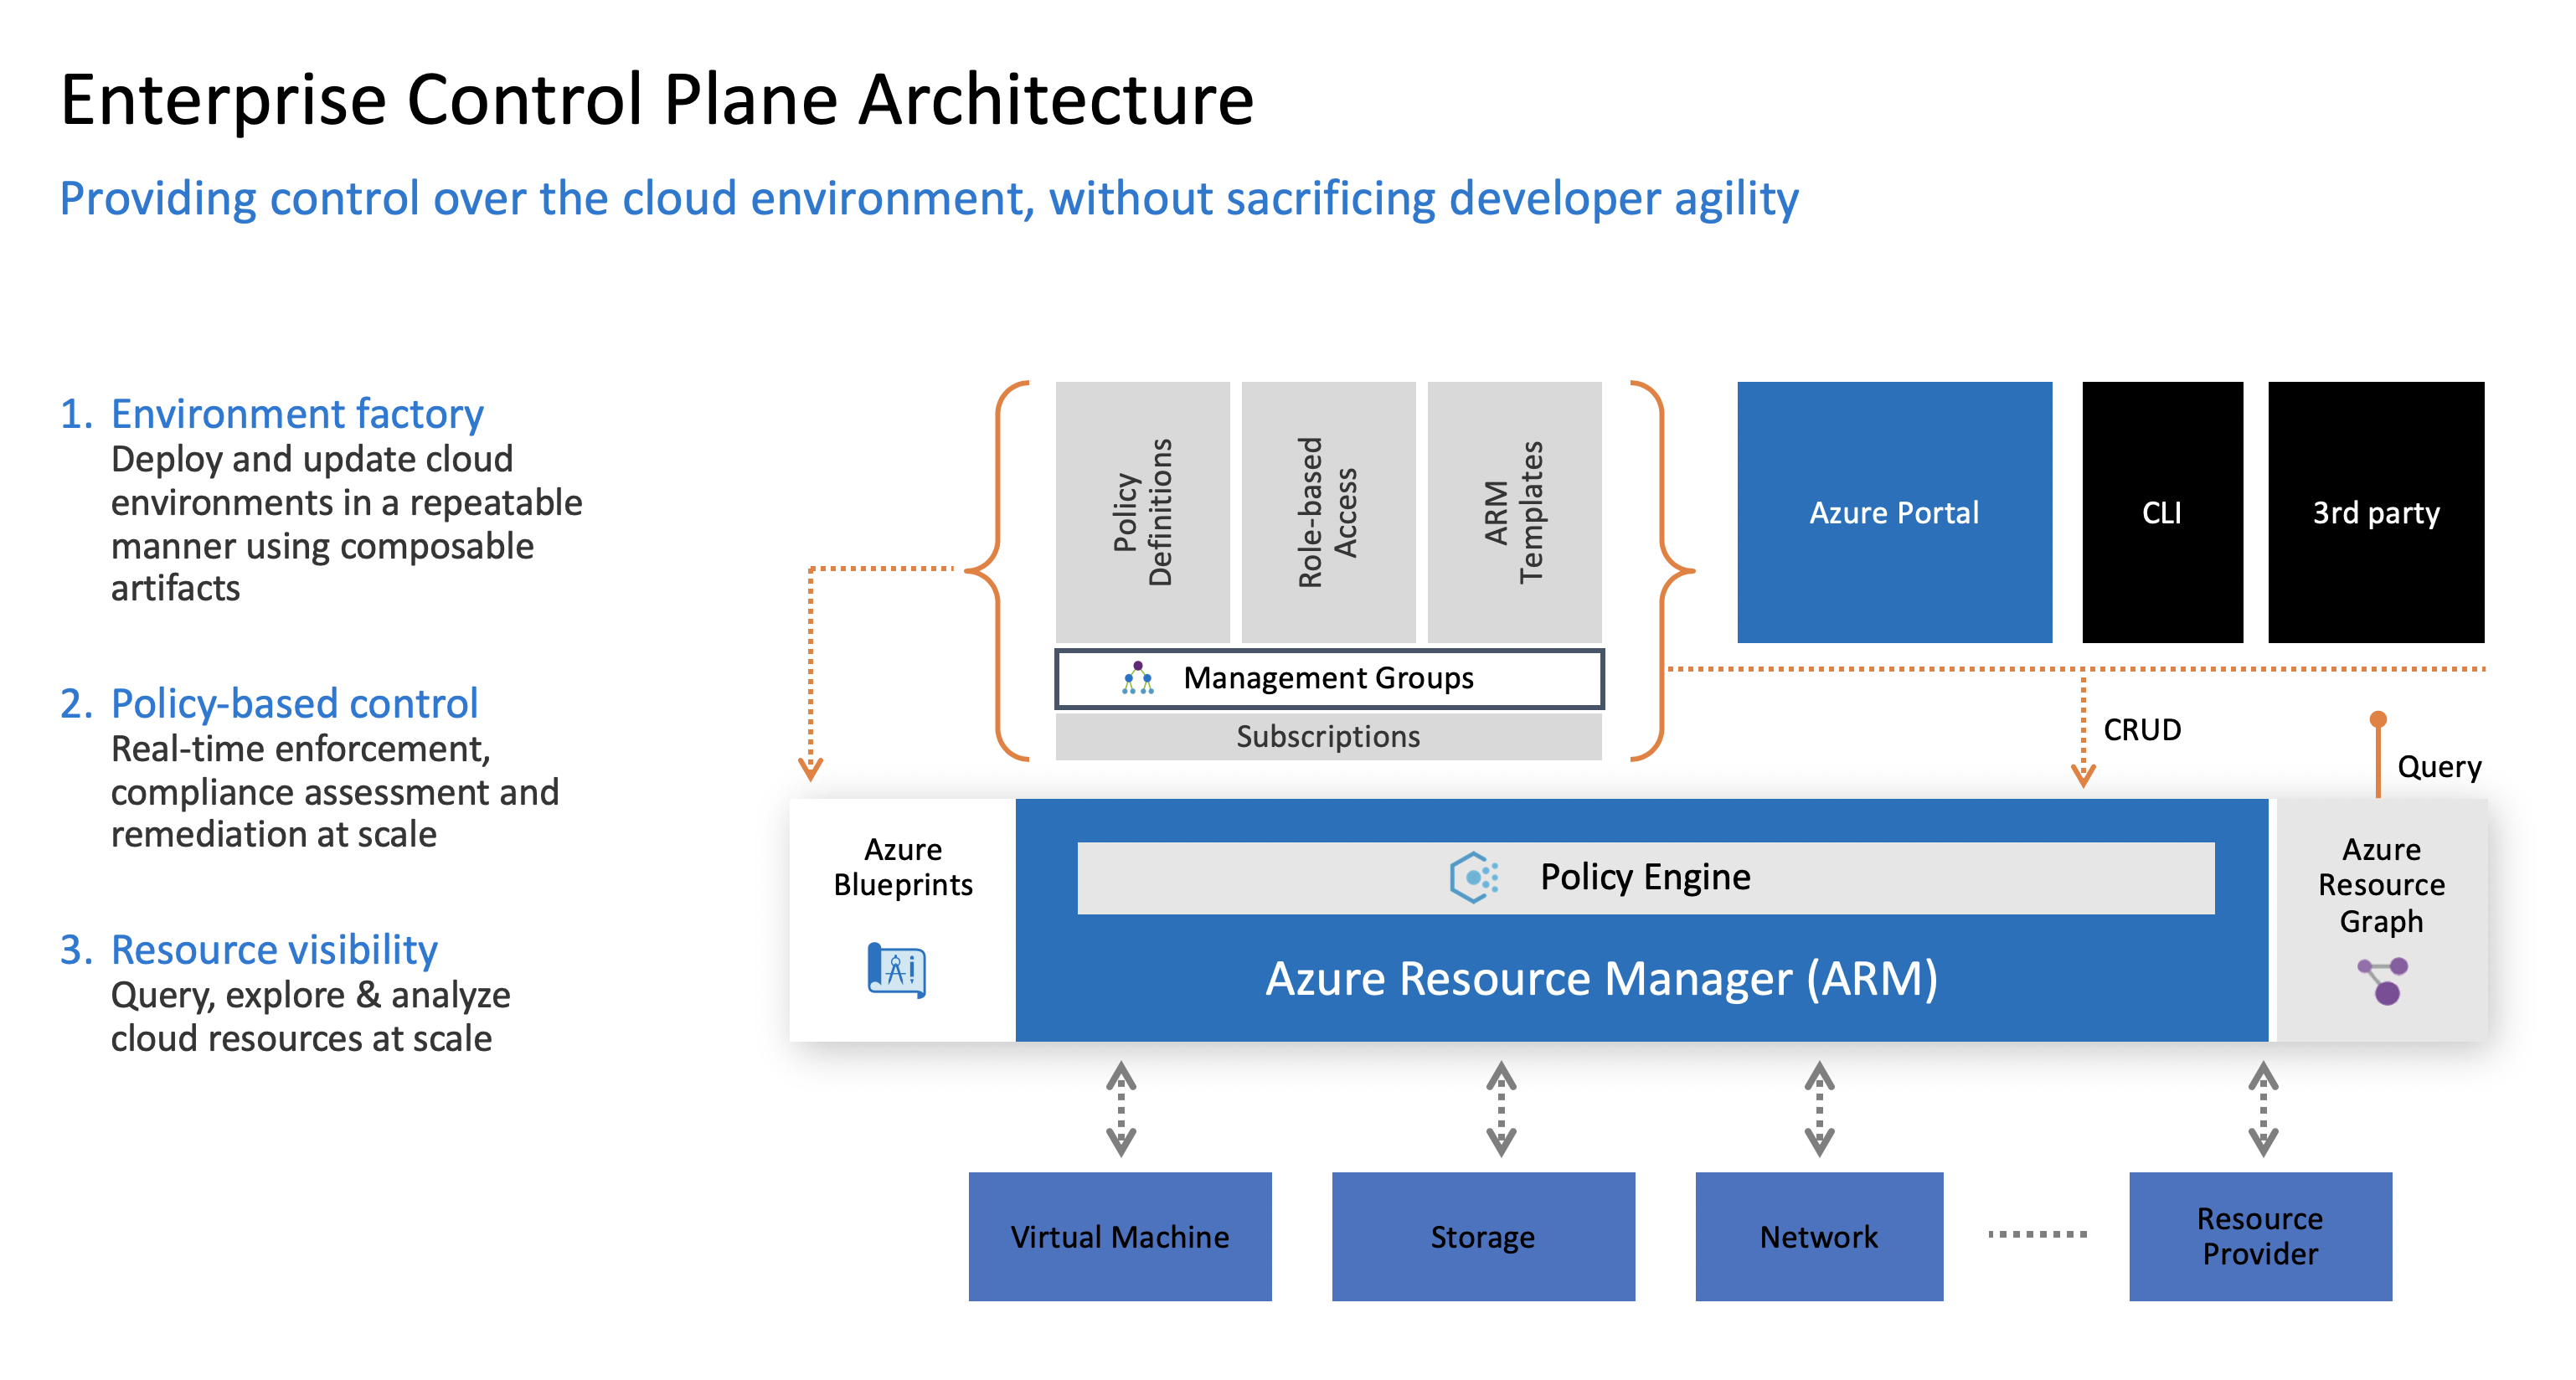 Enterprise Control Plane Architecture
Providing control over the cloud environment, without sacrificing developer agility
1. Environment factory
Deploy and update cloud
environments in a repeatable
manner using composable
artifacts
2. Policy-based control
Real-time enforcement,
compliance assessment and
remediation at scale
3. Resource visibility
Query, explore & analyze
cloud resources at scale
Policy
Definitions
Role-based
Access
ARM
Templates
Management Groups
Subscriptions
Azure Portal
CLI
3rd party
CRUD
Query
Azure
Blueprints
Policy Engine
Azure Resource Manager (ARM)
Azure
Resource
Graph
Virtual Machine
Storage
Network
Resource
Provider